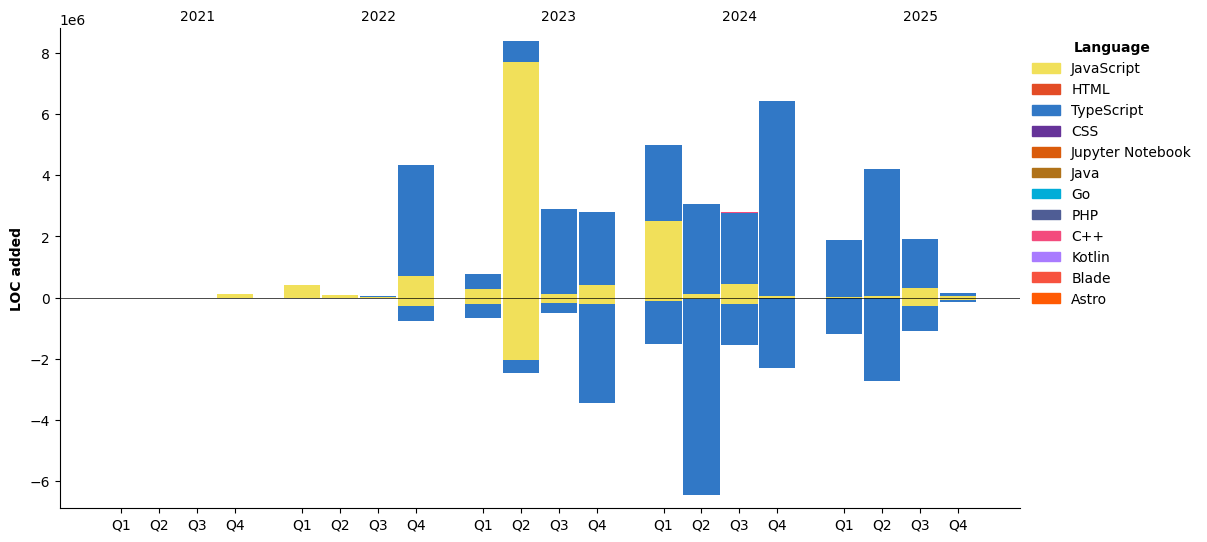 2021 2022 2023 2024 2025
1e6
8
6
4
2
0
−2
−4
−6
LOC added
Q1 Q2 Q3 Q4 Q1 Q2 Q3 Q4 Q1 Q2 Q3 Q4 Q1 Q2 Q3 Q4 Q1 Q2 Q3 Q4
Language
JavaScript
HTML
TypeScript
CSS
Jupyter Notebook
Java
Go
PHP
C++
Kotlin
Blade
Astro